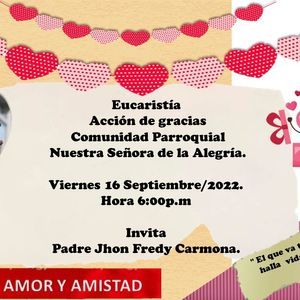 Eucaristía
Acción de gracias
Comunidad Parroquial
Nuestra Señora de la Alegría.
Viernes 16 Septiembre/2022.
Hora 6:00p.m
Invita
Padre Jhon Fredy Carmona.
" El que va
halla vida
AMOR Y AMISTAD